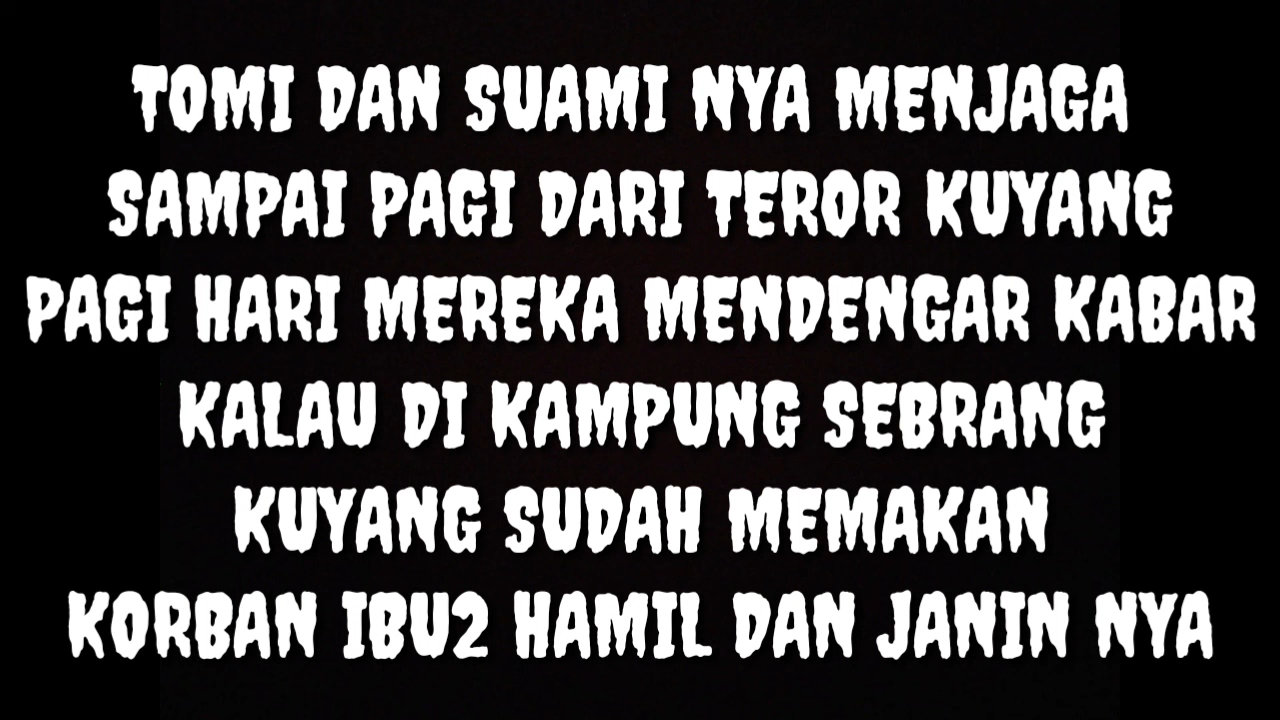 TOMI DAN SUAMI NYA MENJAGA
SAMPAI PAGI DARI TEROR KUYANG
PAGI HARI MEREKA MENDENGAR KABAR
KALAU DI KAMPUNG SEBRANG
KUYANG SUDAH MEMAKAN
KORBAN IBU2 HAMIL DAN JANIN NYA